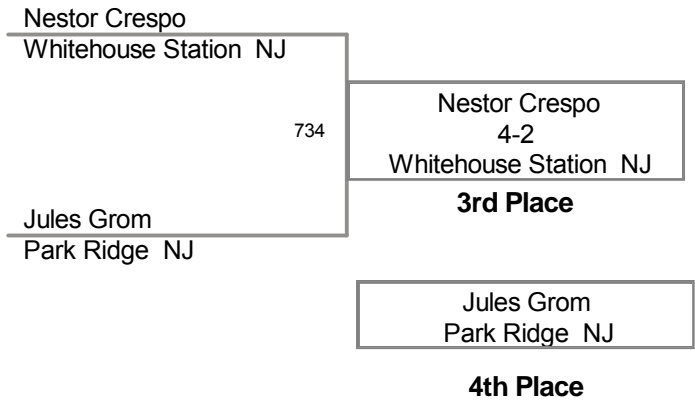 Nestor Crespo
Whitehouse Station NJ
734
Nestor Crespo
4-2
Whitehouse Station NJ
3rd Place
Jules Grom
Park Ridge NJ
Jules Grom
Park Ridge NJ
4th Place